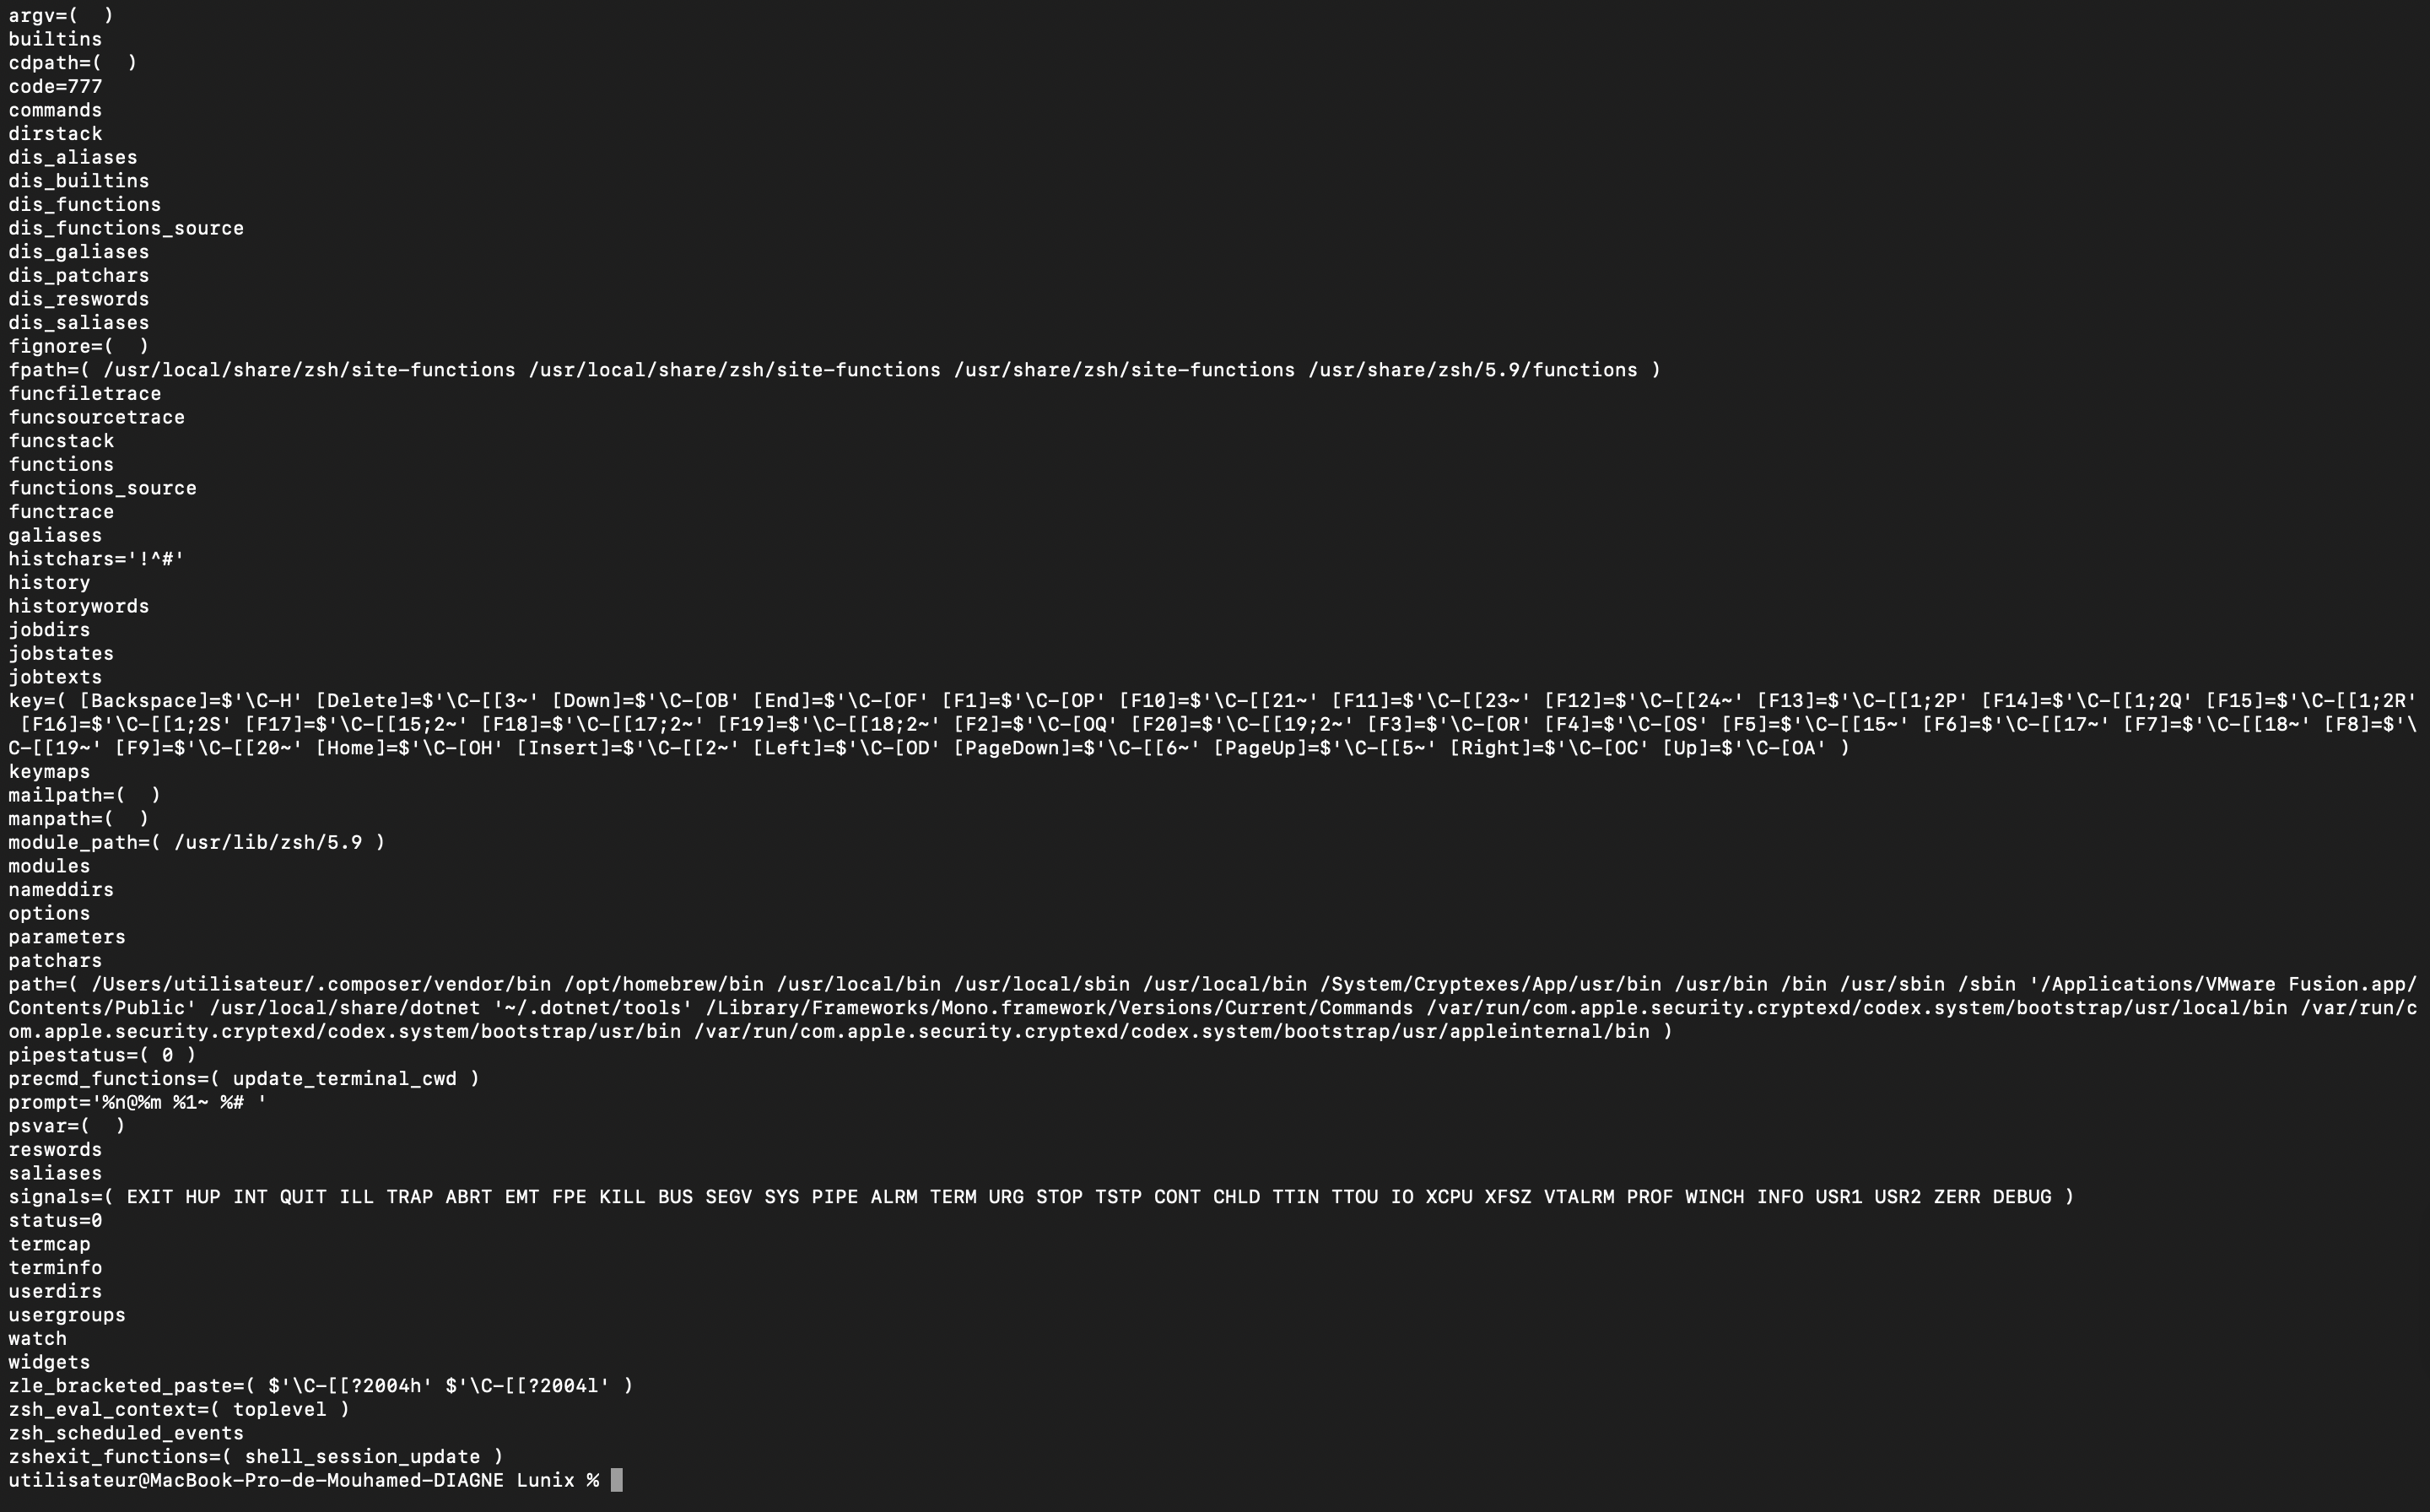 argv=(  )
builtins
cdpath=(  )
code=777
commands
dirstack
dis_aliases
dis_builtins
dis_functions
dis_functions_source
dis_galiases
dis_patchars
dis_reswords
dis_saliases
fignore=(  )
fpath=( /usr/local/share/zsh/site-functions /usr/local/share/zsh/site-functions /usr/share/zsh/site-functions /usr/share/zsh/5.9/functions )
funcfiletrace
funcsourcetrace
funcstack
functions
functions_source
functrace
galiases
histchars='!^#'
history
historywords
jobdirs
jobstates
jobtexts
key=( [Backspace]=$'\C-H' [Delete]=$'\C-[[3~' [Down]=$'\C-[OB' [End]=$'\C-[OF' [F1]=$'\C-[OP' [F10]=$'\C-[[21~' [F11]=$'\C-[[23~' [F12]=$'\C-[[24~' [F13]=$'\C-[[1;2P' [F14]=$'\C-[[1;2Q' [F15]=$'\C-[[1;2R'
 [F16]=$'\C-[[1;2S' [F17]=$'\C-[[15;2~' [F18]=$'\C-[[17;2~' [F19]=$'\C-[[18;2~' [F2]=$'\C-[OQ' [F20]=$'\C-[[19;2~' [F3]=$'\C-[OR' [F4]=$'\C-[OS' [F5]=$'\C-[[15~' [F6]=$'\C-[[17~' [F7]=$'\C-[[18~' [F8]=$'\
C-[[19~' [F9]=$'\C-[[20~' [Home]=$'\C-[OH' [Insert]=$'\C-[[2~' [Left]=$'\C-[OD' [PageDown]=$'\C-[[6~' [PageUp]=$'\C-[[5~' [Right]=$'\C-[OC' [Up]=$'\C-[OA' )
keymaps
mailpath=(  )
manpath=(  )
module_path=( /usr/lib/zsh/5.9 )
modules
nameddirs
options
parameters
patchars
path=( /Users/utilisateur/.composer/vendor/bin /opt/homebrew/bin /usr/local/bin /usr/local/sbin /usr/local/bin /System/Cryptexes/App/usr/bin /usr/bin /bin /usr/sbin /sbin '/Applications/VMware Fusion.app/
Contents/Public' /usr/local/share/dotnet '~/.dotnet/tools' /Library/Frameworks/Mono.framework/Versions/Current/Commands /var/run/com.apple.security.cryptexd/codex.system/bootstrap/usr/local/bin /var/run/c
om.apple.security.cryptexd/codex.system/bootstrap/usr/bin /var/run/com.apple.security.cryptexd/codex.system/bootstrap/usr/appleinternal/bin )
pipestatus=( 0 )
precmd_functions=( update_terminal_cwd )
prompt='%n@%m %1~ %# '
psvar=(  )
reswords
saliases
signals=( EXIT HUP INT QUIT ILL TRAP ABRT EMT FPE KILL BUS SEGV SYS PIPE ALRM TERM URG STOP TSTP CONT CHLD TTIN TTOU IO XCPU XFSZ VTALRM PROF WINCH INFO USR1 USR2 ZERR DEBUG )
status=0
termcap
terminfo
userdirs
usergroups
watch
widgets
zle_bracketed_paste=( $'\C-[[?2004h' $'\C-[[?2004l' )
zsh_eval_context=( toplevel )
zsh_scheduled_events
zshexit_functions=( shell_session_update )
utilisateur@MacBook-Pro-de-Mouhamed-DIAGNE Lunix %